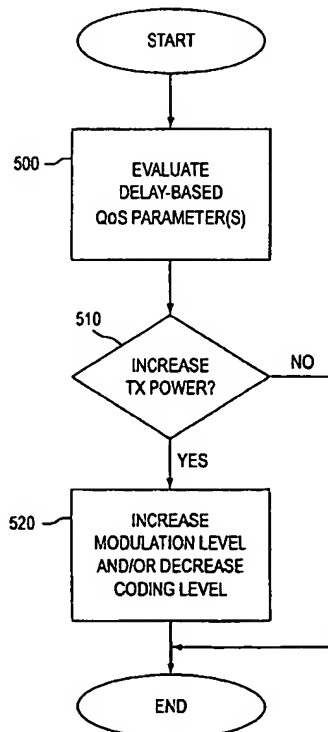 START
500
EVALUATE
DELAY-BASED
QoS PARAMETER(S)
510
INCREASE
TX POWER?
NO
YES
520
INCREASE
MODULATION LEVEL
AND/OR DECREASE
CODING LEVEL
END